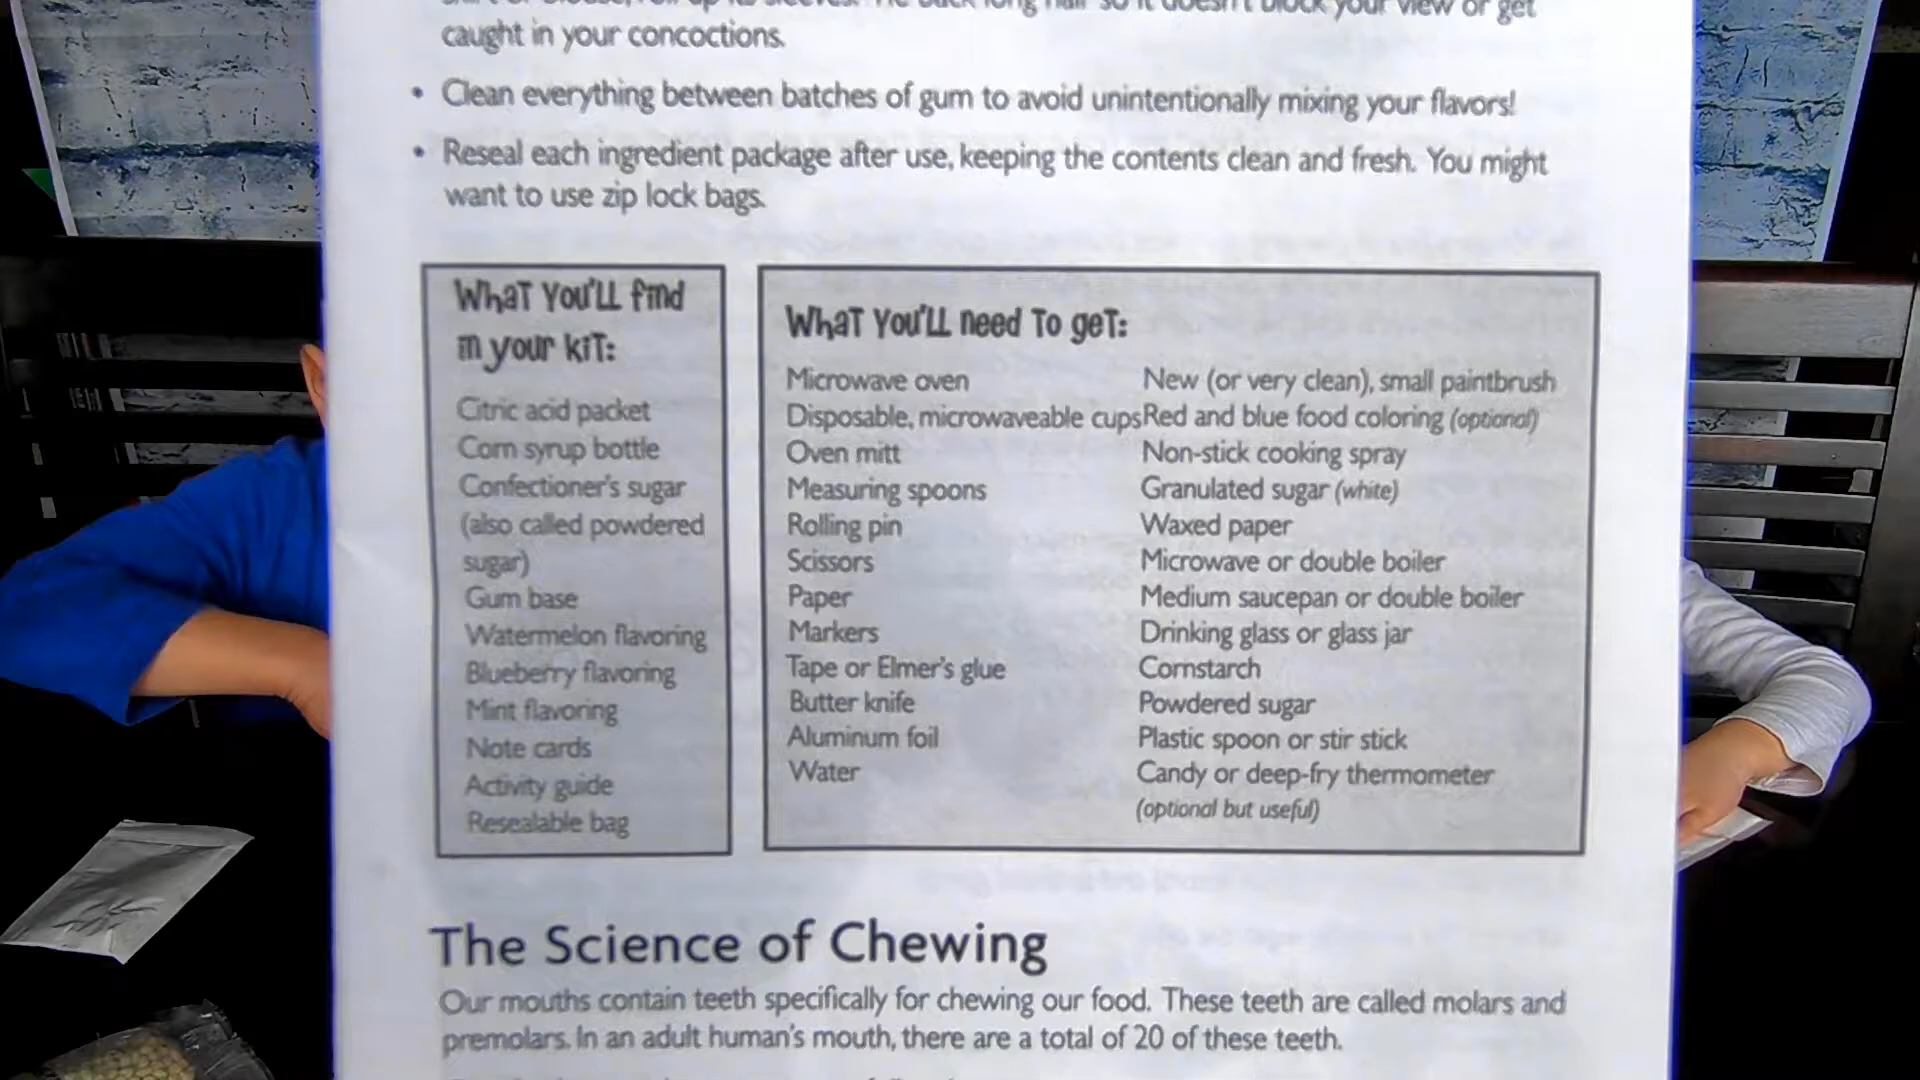 caught in your concoctions.
• Clean everything between batches of gum to avoid unintentionally mixing your flavors!
• Reseal each ingredient package after use, keeping the contents clean and fresh. You might
want to use zip lock bags.
What You'll find
in your kit:
Citric acid packet
Corn syrup bottle
Confectioner's sugar
(also called powdered
sugar)
Gum base
Watermelon flavoring
Blueberry flavoring
Mint flavoring
Note cards
Activity guide
Resealable bag
What You'll need To geT:
Microwave oven
Disposable, microwaveable cups
Oven mitt
Measuring spoons
Rolling pin
Scissors
Paper
Markers
Tape or Elmer's glue
Butter knife
Aluminum foil
Water
New (or very clean), small paintbrush
Red and blue food coloring (optional)
Non-stick cooking spray
Granulated sugar (white)
Waxed paper
Microwave or double boiler
Medium saucepan or double boiler
Drinking glass or glass jar
Cornstarch
Powdered sugar
Plastic spoon or stir stick
Candy or deep-fry thermometer
(optional but useful)
The Science of Chewing
Our mouths contain teeth specifically for chewing our food. These teeth are called molars and
premolars. In an adult human's mouth, there are a total of 20 of these teeth.